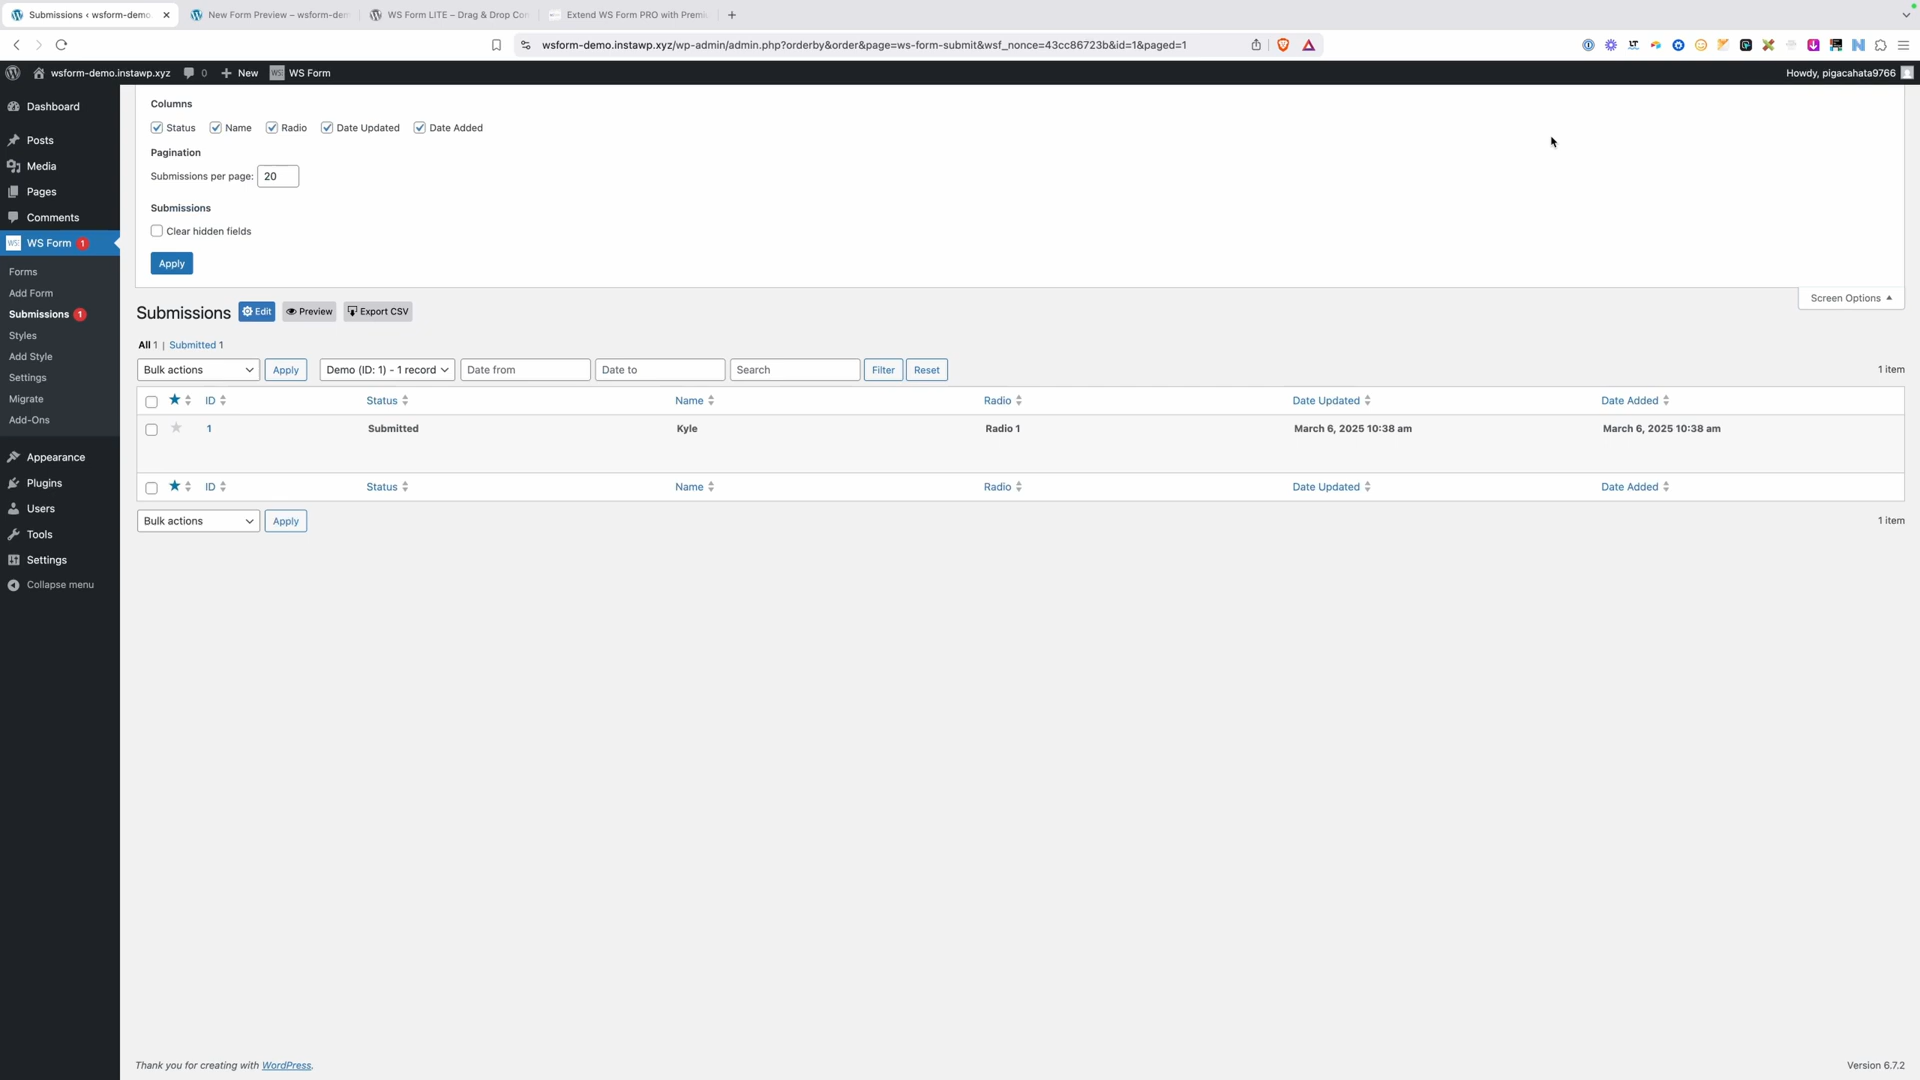 Submissions ‹ wsform-demo.
New Form Preview – wsform-dem
WS Form LITE – Drag & Drop Con
Extend WS Form PRO with Premi
wsform-demo.instawp.xyz/wp-admin/admin.php?orderby&order&page=ws-form-submit&wsf_nonce=43cc86723b&id=1&paged=1
wsform-demo.instawp.xyz
0
New
WS Form
Howdy, pigacahata9766
Dashboard
Posts
Media
Pages
Comments
WS Form 1
Forms
Add Form
Submissions 1
Styles
Add Style
Settings
Migrate
Add-Ons
Appearance
Plugins
Users
Tools
Settings
Collapse menu
Columns
Status Name Radio Date Updated Date Added
Pagination
Submissions per page: 20
Submissions
Clear hidden fields
Apply
Screen Options
Submissions Edit Preview Export CSV
All 1 | Submitted 1
Bulk actions Apply Demo (ID: 1) - 1 record Date from Date to Search Filter Reset 1 item
ID Status Name Radio Date Updated Date Added
1 Submitted Kyle Radio 1 March 6, 2025 10:38 am March 6, 2025 10:38 am
ID Status Name Radio Date Updated Date Added
Bulk actions Apply 1 item
Thank you for creating with WordPress. Version 6.7.2